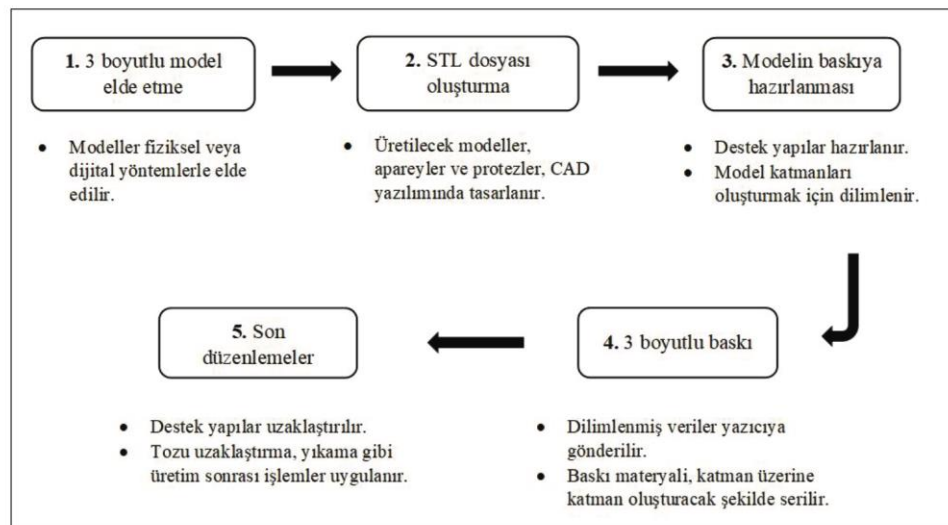 1. 3 boyutlu model
elde etme
• Modeller fiziksel veya
dijital yöntemlerle elde
edilir.
2. STL dosyası
oluşturma
• Üretilecek modeller,
apareyler ve protezler, CAD
yazılımında tasarlanır.
3. Modelin baskıya
hazırlanması
• Destek yapılar hazırlanır.
• Model katmanları
oluşturmak için dilimlenir.
4. 3 boyutlu baskı
• Dilimlenmiş veriler yazıcıya
gönderilir.
• Baskı materyali, katman üzerine
katman oluşturacak şekilde serilir.
5. Son
düzenlemeler
• Destek yapılar uzaklaştırılır.
• Tozu uzaklaştırma, yıkama gibi
üretim sonrası işlemler uygulanır.